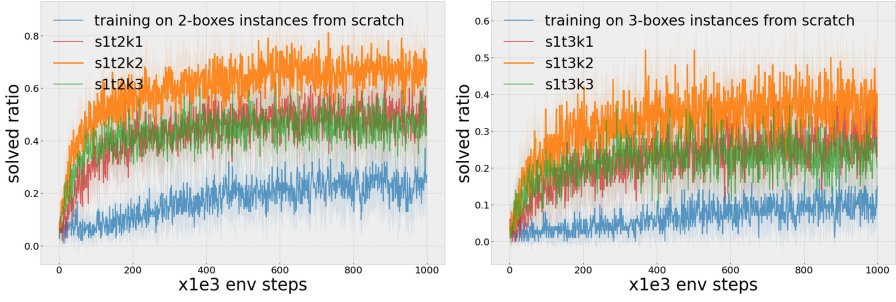 training on 2-boxes instances from scratch
s1t2k1
s1t2k2
s1t2k3
0.8
0.6
0.4
0.2
0.0
solved ratio
0 200 400 600 800 1000
x1e3 env steps
training on 3-boxes instances from scratch
s1t3k1
s1t3k2
s1t3k3
0.6
0.5
0.4
0.3
0.2
0.1
0.0
solved ratio
0 200 400 600 800 1000
x1e3 env steps